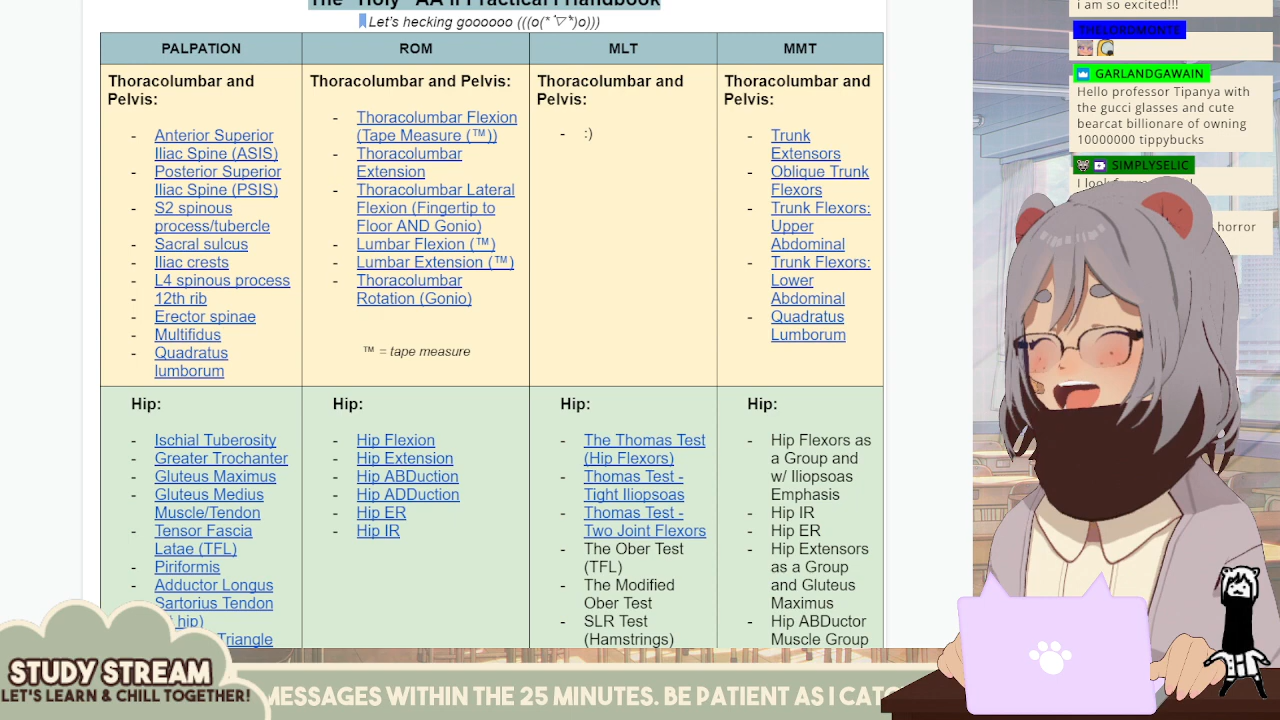 The "Holy" AA II Practical Handbook
Let's hecking goooooo (((o(*ﾟ▽ﾟ*)o)))
PALPATION
ROM
MLT
MMT
Thoracolumbar and
Pelvis:
- Anterior Superior
Iliac Spine (ASIS)
- Posterior Superior
Iliac Spine (PSIS)
- S2 spinous
process/tubercle
- Sacral sulcus
- Iliac crests
- L4 spinous process
- 12th rib
- Erector spinae
- Multifidus
- Quadratus
lumborum
Thoracolumbar and Pelvis:
- Thoracolumbar Flexion
(Tape Measure (™))
- Thoracolumbar
Extension
- Thoracolumbar Lateral
Flexion (Fingertip to
Floor AND Gonio)
- Lumbar Flexion (™)
- Lumbar Extension (™)
- Thoracolumbar
Rotation (Gonio)
™ = tape measure
Thoracolumbar and
Pelvis:
- :)
Thoracolumbar and
Pelvis:
- Trunk
Extensors
- Oblique Trunk
Flexors
- Trunk Flexors:
Upper
Abdominal
- Trunk Flexors:
Lower
Abdominal
- Quadratus
Lumborum
Hip:
- Ischial Tuberosity
- Greater Trochanter
- Gluteus Maximus
- Gluteus Medius
Muscle/Tendon
- Tensor Fascia
Latae (TFL)
- Piriformis
- Adductor Longus
Sartorius Tendon
hip)
Triangle
Hip:
- Hip Flexion
- Hip Extension
- Hip ABDuction
- Hip ADDuction
- Hip ER
- Hip IR
Hip:
- The Thomas Test
(Hip Flexors)
- Thomas Test -
Tight Iliopsoas
- Thomas Test -
Two Joint Flexors
- The Ober Test
(TFL)
- The Modified
Ober Test
- SLR Test
(Hamstrings)
Hip:
- Hip Flexors as
a Group and
w/ Iliopsoas
Emphasis
- Hip IR
- Hip ER
- Hip Extensors
as a Group
and Gluteus
Maximus
- Hip ABDuctor
Muscle Group
i am so excited!!!
THELORDMONTE
GARLANDGAWAIN
Hello professor Tipanya with
the gucci glasses and cute
bearcat billionare of owning
10000000 tippybucks
SIMPLYSELIC
I look
horror
STUDY STREAM
LET'S LEARN & CHILL TOGETHER!
MESSAGES WITHIN THE 25 MINUTES. BE PATIENT AS I CATC